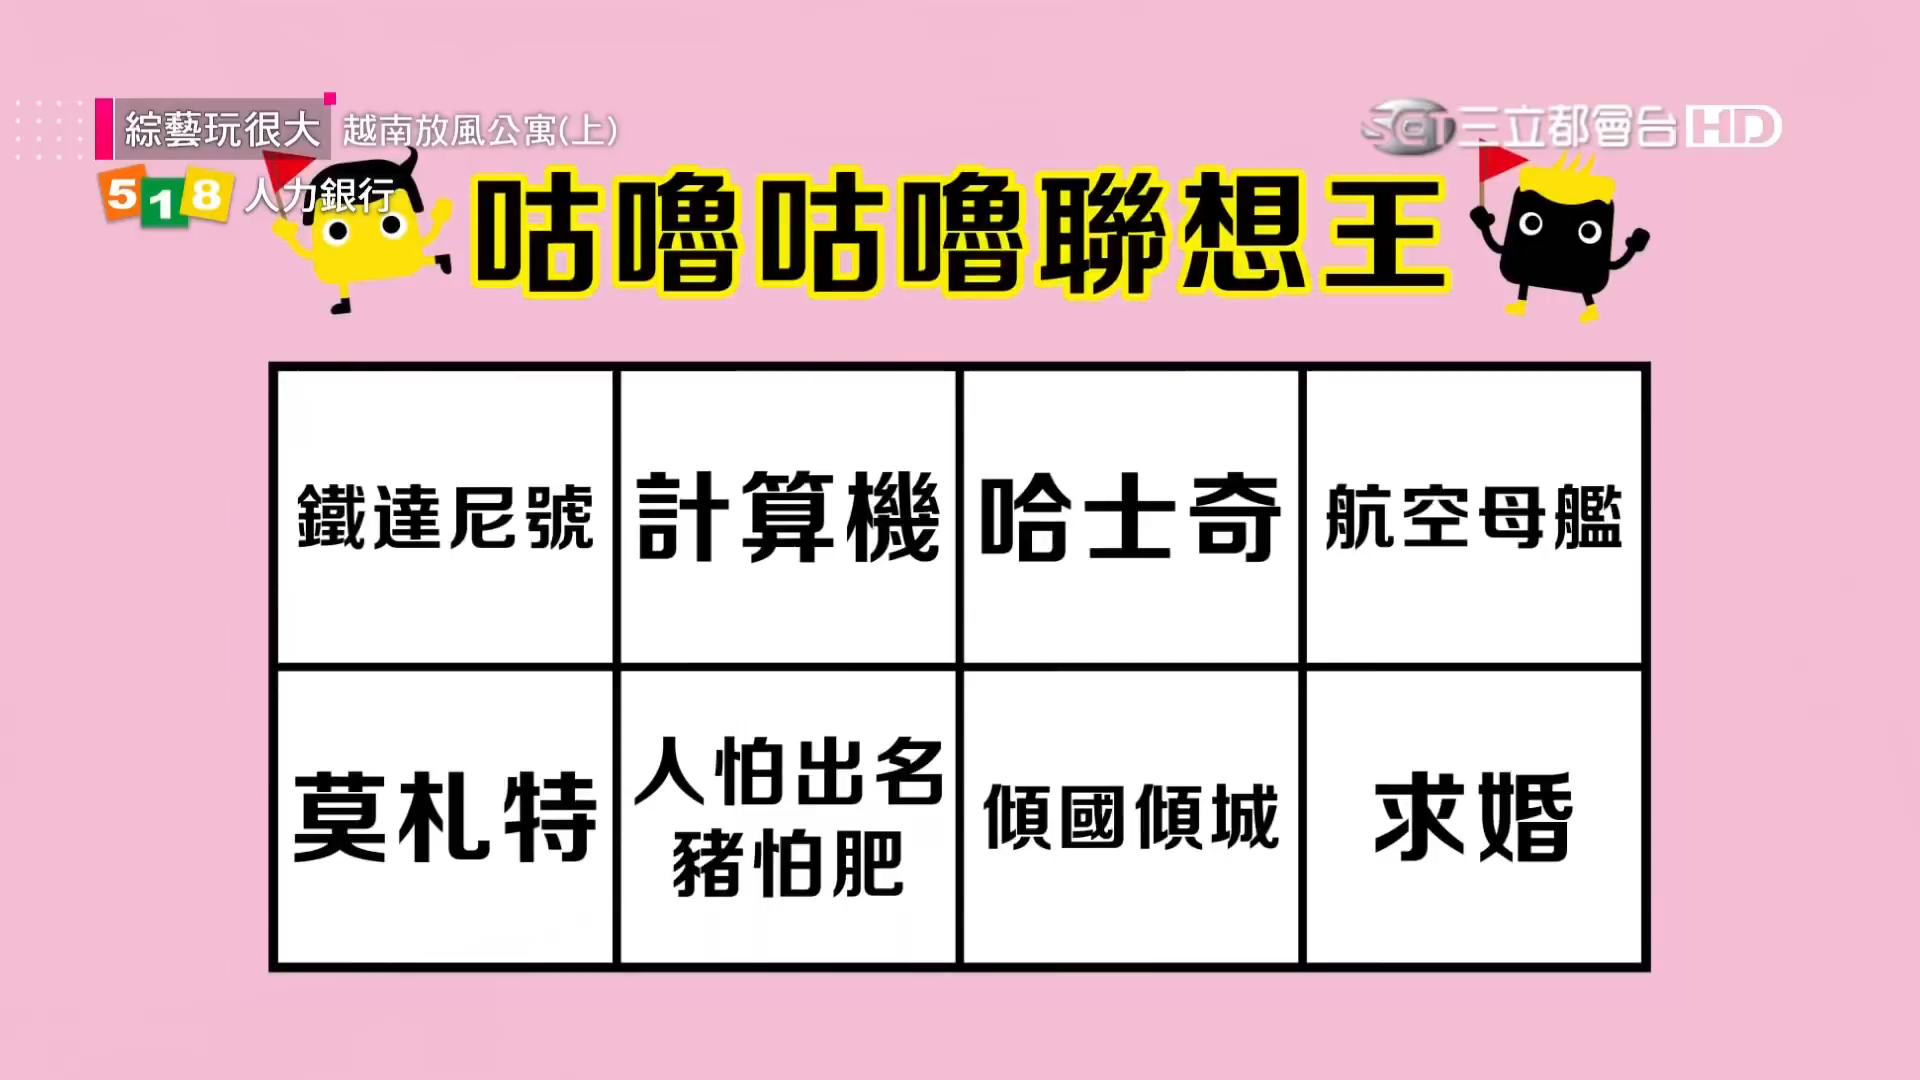 綜藝玩很大 越南放風公寓(上)
SET三立都會台HD
518 人力銀行
咕嚕咕嚕聯想王
鐵達尼號 計算機 哈士奇 航空母艦
莫札特 人怕出名 傾國傾城 求婚
豬怕肥